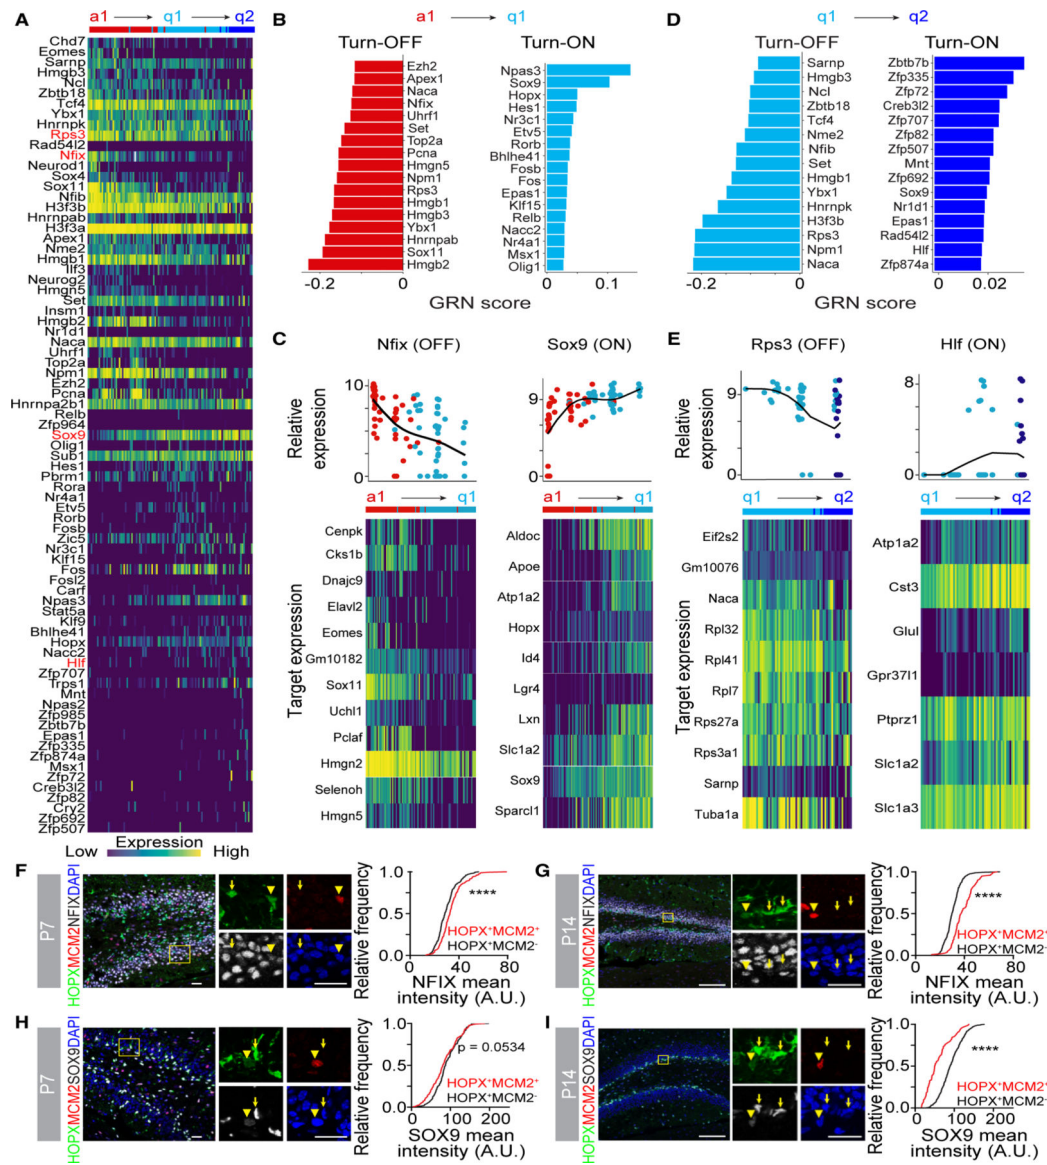 A
a1
q1
q2
Chd7
Eomes
Sarnp
Hmgb3
Ncl
Zbtb18
Tcf4
Ybx1
Hnrnpk
Rps3
Rad54l2
Nfix
Neurod1
Sox4
Sox11
Nfib
H3f3b
Hnrnpab
H3f3a
Apex1
Nme2
Hmgb1
Ilf3
Neurog2
Hmgn5
Set
Insm1
Hmgb2
Nr1d1
Naca
Uhrf1
Top2a
Npm1
Ezh2
Pcna
Hnrnpa2b1
Relb
Zfp964
Sox9
Olig1
Sub1
Hes1
Pbrm1
Rora
Nr4a1
Etv5
Rorb
Fosb
Zic5
Nr3c1
Klf15
Fos
Fosl2
Carf
Npas3
Stat5a
Klf9
Bhlhe41
Hopx
Nacc2
Hlf
Zfp707
Trps1
Mnt
Npas2
Zfp985
Zbtb7b
Epas1
Zfp335
Zfp874a
Msx1
Zfp72
Creb3l2
Zfp82
Cry2
Zfp692
Zfp507
Expression
Low
High
B
a1
q1
Turn-OFF
Turn-ON
Ezh2
Apex1
Naca
Nfix
Uhrf1
Set
Top2a
Pcna
Hmgn5
Npm1
Rps3
Hmgb1
Hmgb3
Ybx1
Hnrnpab
Sox11
Hmgb2
-0.2
0
Npas3
Sox9
Hopx
Hes1
Nr3c1
Etv5
Rorb
Bhlhe41
Fosb
Fos
Epas1
Klf15
Relb
Nacc2
Nr4a1
Msx1
Olig1
0
0.1
GRN score
C
Nfix (OFF)
Sox9 (ON)
Relative
expression
10
0
a1
q1
a1
q1
Target expression
Cenpk
Cks1b
Dnajc9
Elavl2
Eomes
Gm10182
Sox11
Uchl1
Pclaf
Hmgn2
Selenoh
Hmgn5
Aldoc
Apoe
Atp1a2
Hopx
Id4
Lgr4
Lxn
Slc1a2
Sox9
Sparcl1
D
q1
q2
Turn-OFF
Turn-ON
Sarnp
Hmgb3
Ncl
Zbtb18
Tcf4
Nme2
Nfib
Set
Hmgb1
Ybx1
Hnrnpk
H3f3b
Rps3
Npm1
Naca
-0.2
0
Zbtb7b
Zfp335
Zfp72
Creb3l2
Zfp707
Zfp82
Zfp507
Mnt
Zfp692
Sox9
Nr1d1
Epas1
Rad54l2
Hlf
Zfp874a
0
0.02
GRN score
E
Rps3 (OFF)
Hlf (ON)
Relative
expression
9
0
8
0
q1
q2
q1
q2
Target expression
Eif2s2
Gm10076
Naca
Rpl32
Rpl41
Rpl7
Rps27a
Rps3a1
Sarnp
Tuba1a
Atp1a2
Cst3
Glul
Gpr37l1
Ptprz1
Slc1a2
Slc1a3
F
P7
HOPXMCM2NFIXDAPI
Relative frequency
1.0
0.5
0
****
HOPX+MCM2+
HOPX+MCM2-
0
40
80
NFIX mean
intensity (A.U.)
G
P14
HOPXMCM2NFIXDAPI
Relative frequency
1.0
0.5
0
****
HOPX+MCM2+
HOPX+MCM2-
0
40
80
NFIX mean
intensity (A.U.)
H
P7
HOPXMCM2SOX9DAPI
Relative frequency
1.0
0.5
0
p = 0.0534
HOPX+MCM2+
HOPX+MCM2-
0
100
200
SOX9 mean
intensity (A.U.)
I
P14
HOPXMCM2SOX9DAPI
Relative frequency
1.0
0.5
0
****
HOPX+MCM2+
HOPX+MCM2-
0
100
200
SOX9 mean
intensity (A.U.)